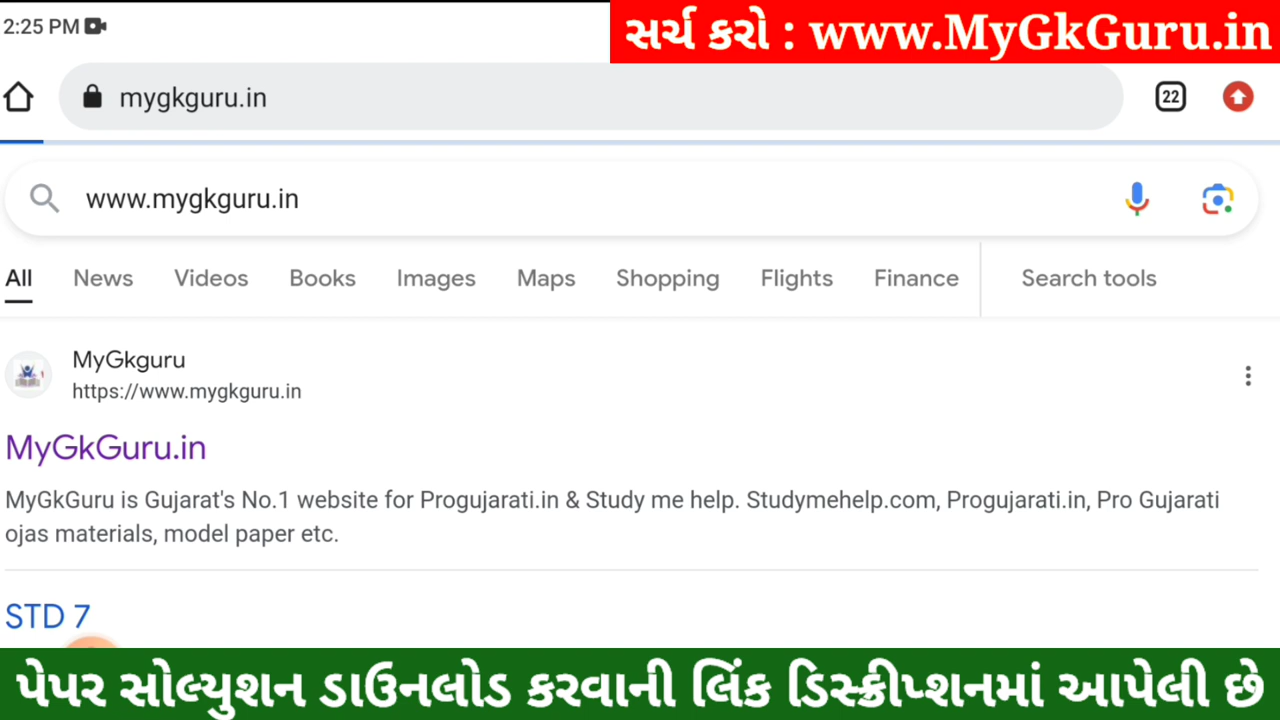 2:25 PM
સર્ચ કરો : www.MyGkGuru.in
mygkguru.in
22
www.mygkguru.in
All News Videos Books Images Maps Shopping Flights Finance Search tools
MyGkguru
https://www.mygkguru.in
MyGkGuru.in
MyGkGuru is Gujarat's No.1 website for Progujarati.in & Study me help. Studymehelp.com, Progujarati.in, Pro Gujarati
ojas materials, model paper etc.
STD 7
પેપર સોલ્યુશન ડાઉનલોડ કરવાની લિંક ડિસ્ક્રીપ્શનમાં આપેલી છે